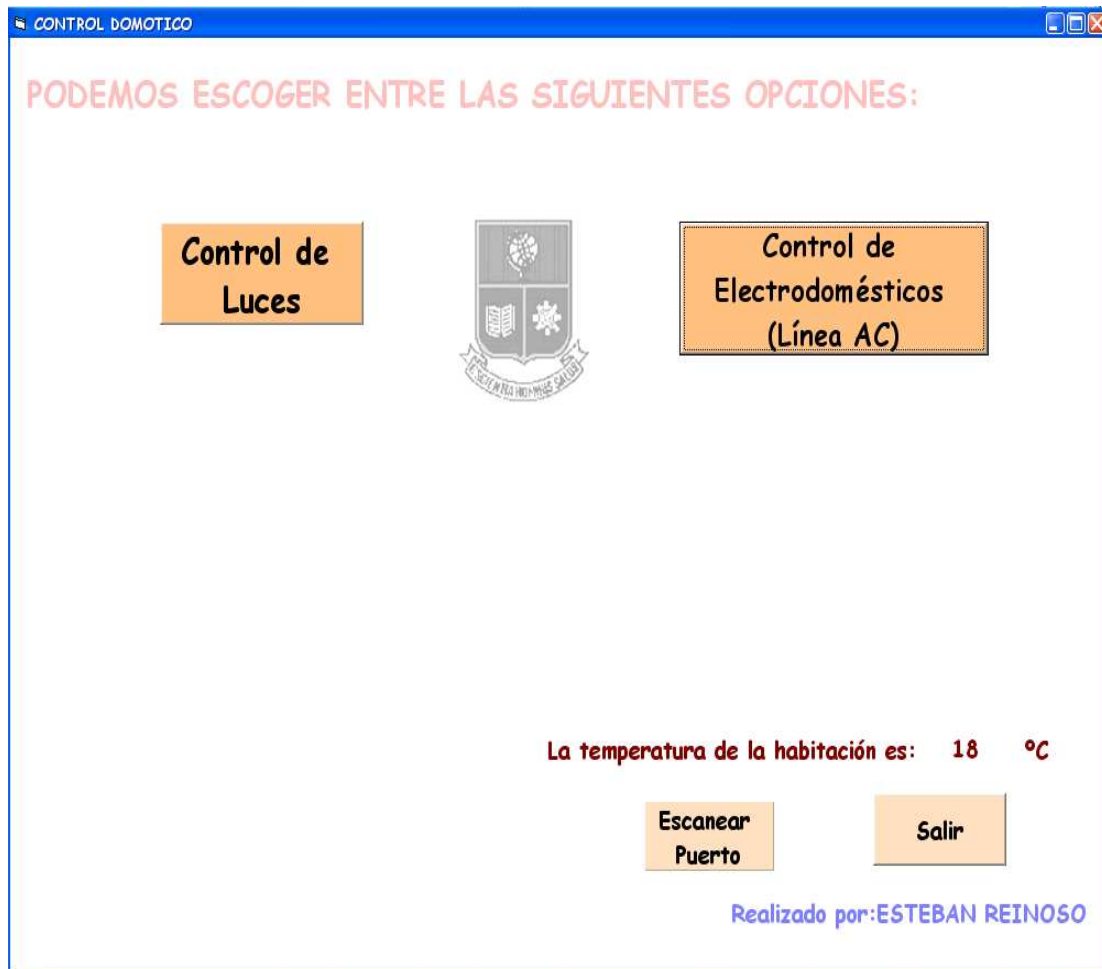 CONTROL DOMOTICO
PODEMOS ESCOGER ENTRE LAS SIGUIENTES OPCIONES:
Control de
Luces
Control de
Electrodomésticos
(Línea AC)
La temperatura de la habitación es: 18 ºC
Escanear
Puerto
Salir
Realizado por:ESTEBAN REINOSO